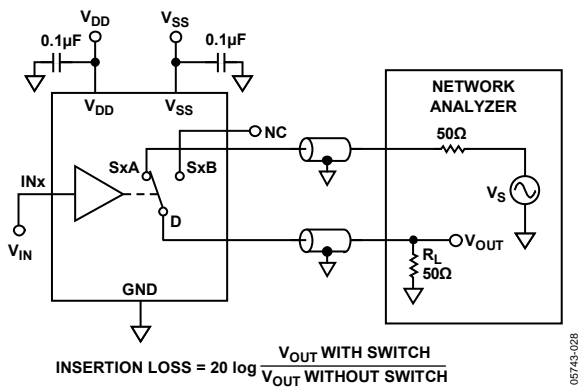 VDD
VSS
0.1µF
0.1µF
VDD
VSS
NETWORK
ANALYZER
NC
50Ω
SxA
SxB
INx
VS
D
VIN
VOUT
RL
50Ω
GND
INSERTION LOSS = 20 log VOUT WITH SWITCH
VOUT WITHOUT SWITCH
05743-028